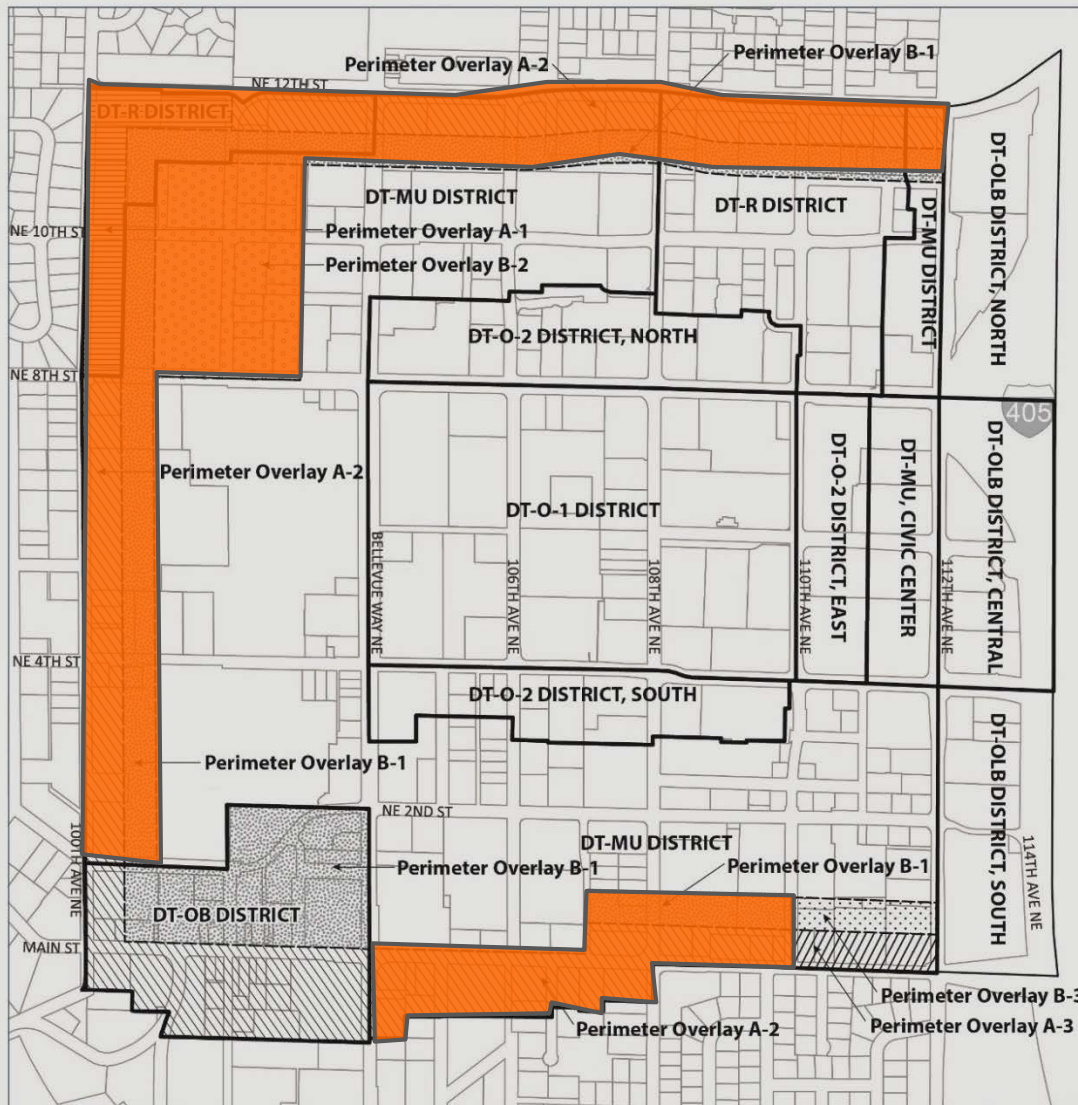 Perimeter Overlay B-1
Perimeter Overlay A-2
NE 12TH ST
DT-R DISTRICT
DT-OLB DISTRICT, NORTH
DT-MU DISTRICT
DT-R DISTRICT
DT-MU DISTRICT
NE 10TH ST
Perimeter Overlay A-1
Perimeter Overlay B-2
DT-O-2 DISTRICT, NORTH
NE 8TH ST
405
Perimeter Overlay A-2
DT-O-1 DISTRICT
DT-O-2 DISTRICT, EAST
DT-MU, CIVIC CENTER
DT-OLB DISTRICT, CENTRAL
BELLEVUE WAY NE
106TH AVE NE
108TH AVE NE
110TH AVE NE
112TH AVE NE
NE 4TH ST
DT-O-2 DISTRICT, SOUTH
DT-OLB DISTRICT, SOUTH
Perimeter Overlay B-1
NE 2ND ST
100TH AVE NE
DT-MU DISTRICT
114TH AVE NE
Perimeter Overlay B-1
Perimeter Overlay B-1
DT-OB DISTRICT
MAIN ST
Perimeter Overlay B-3
Perimeter Overlay A-3
Perimeter Overlay A-2